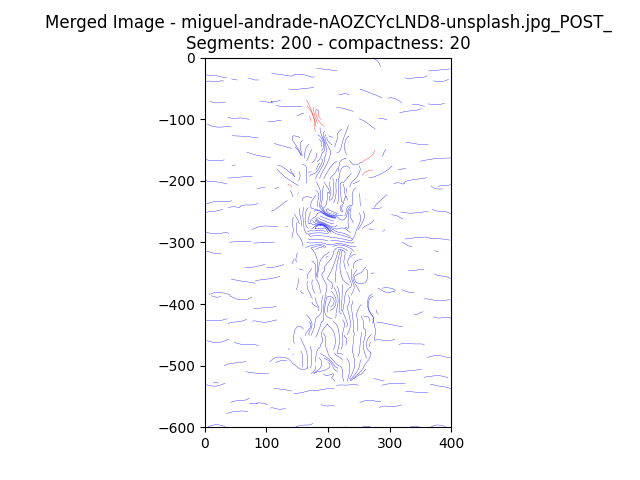 Merged Image - miguel-andrade-nAOZCYcLND8-unsplash.jpg_POST_
Segments: 200 - compactness: 20
0
−100
−200
−300
−400
−500
−600
0 100 200 300 400